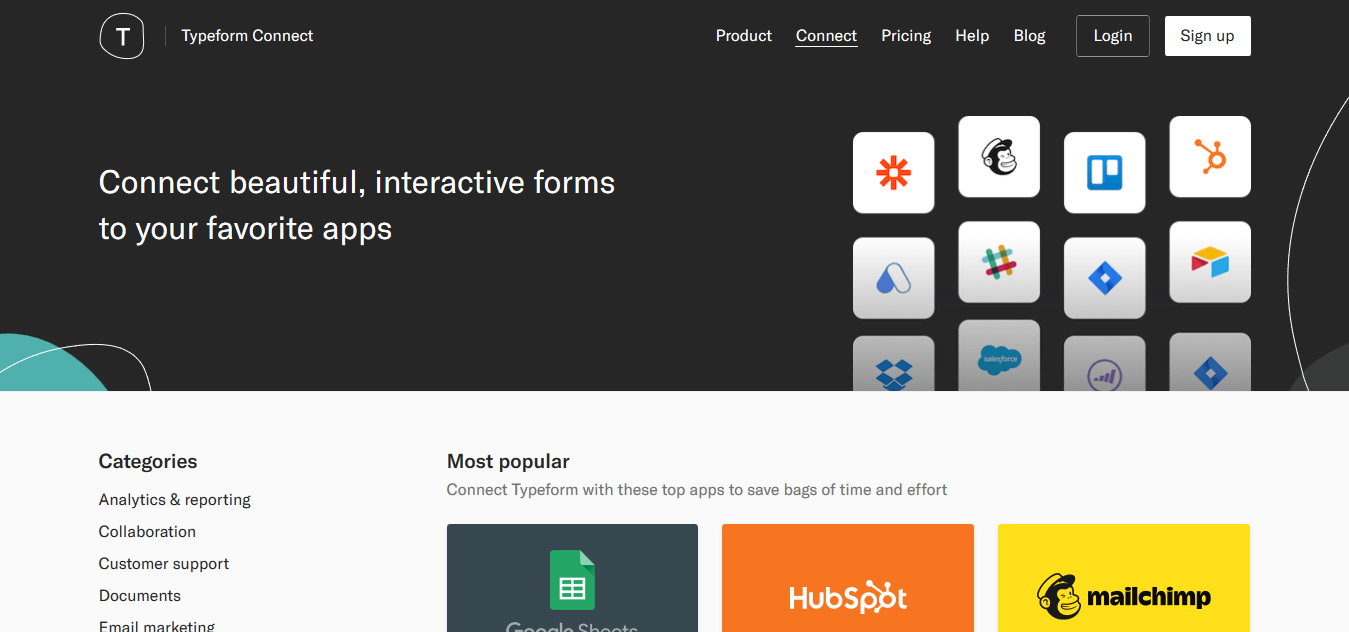 T
Typeform Connect
Product
Connect
Pricing
Help
Blog
Login
Sign up
Connect beautiful, interactive forms
to your favorite apps
salesforce
Categories
Analytics & reporting
Collaboration
Customer support
Documents
Email marketing
Most popular
Connect Typeform with these top apps to save bags of time and effort
Google Sheets
HubSpot
mailchimp